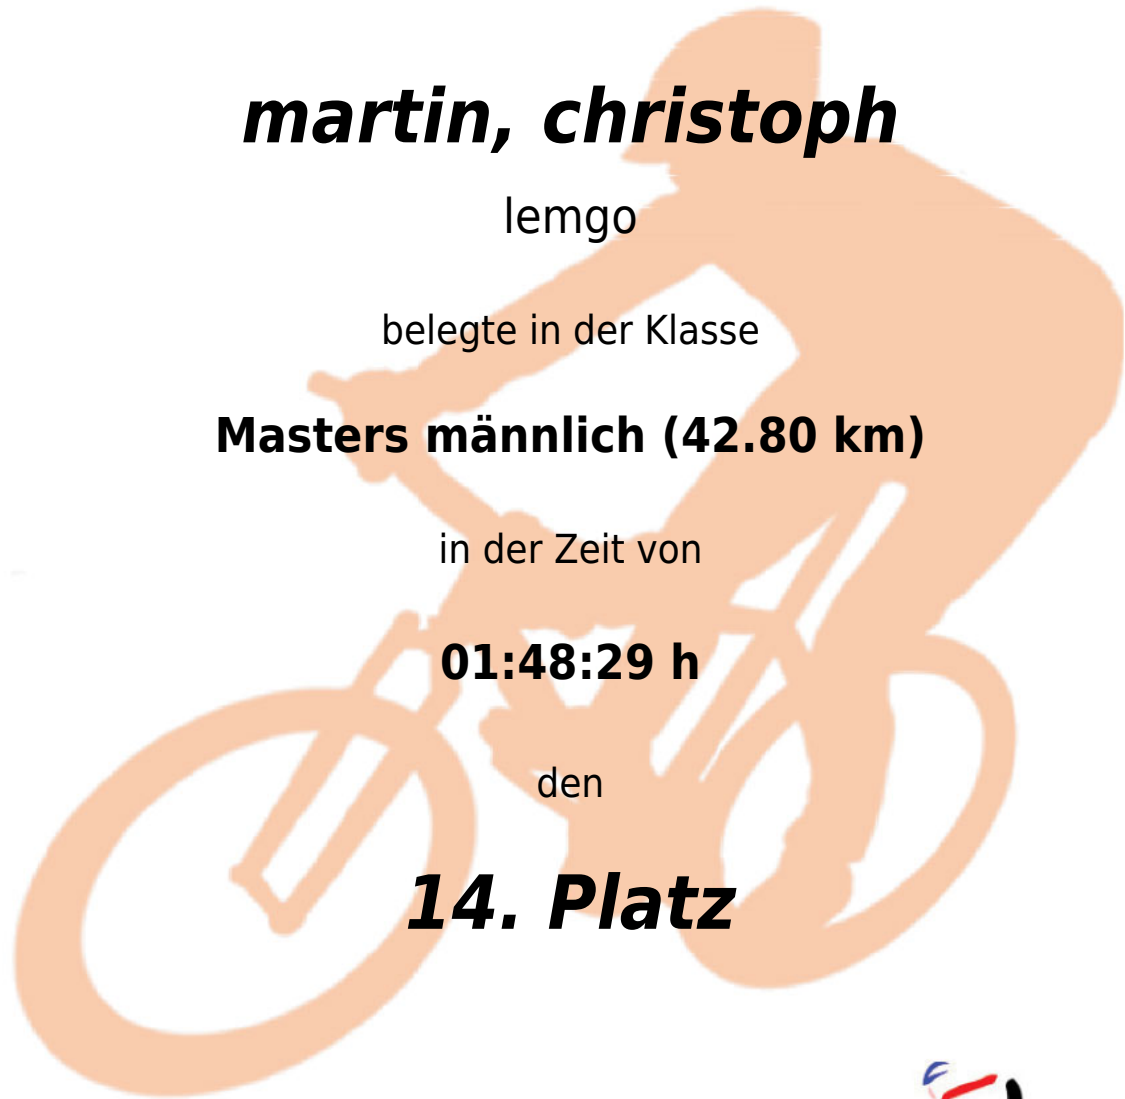 martin, christoph
lemgo
belegte in der Klasse
Masters männlich (42.80 km)
in der Zeit von
01:48:29 h
den
14. Platz